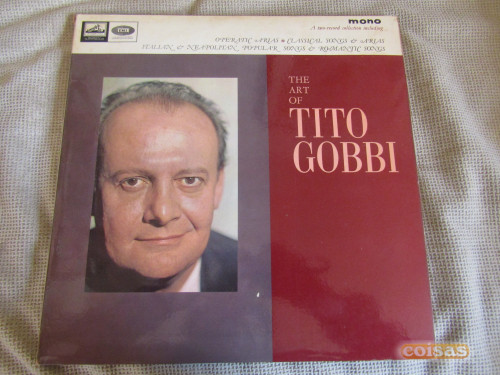 mono
A two-record collection including...
OPERATIC ARIAS & CLASSICAL SONGS & ARIAS
ITALIAN & NEAPOLITAN POPULAR SONGS & ROMANTIC SONGS
EMI
THE
ART
OF
TITO
GOBBI
coisas